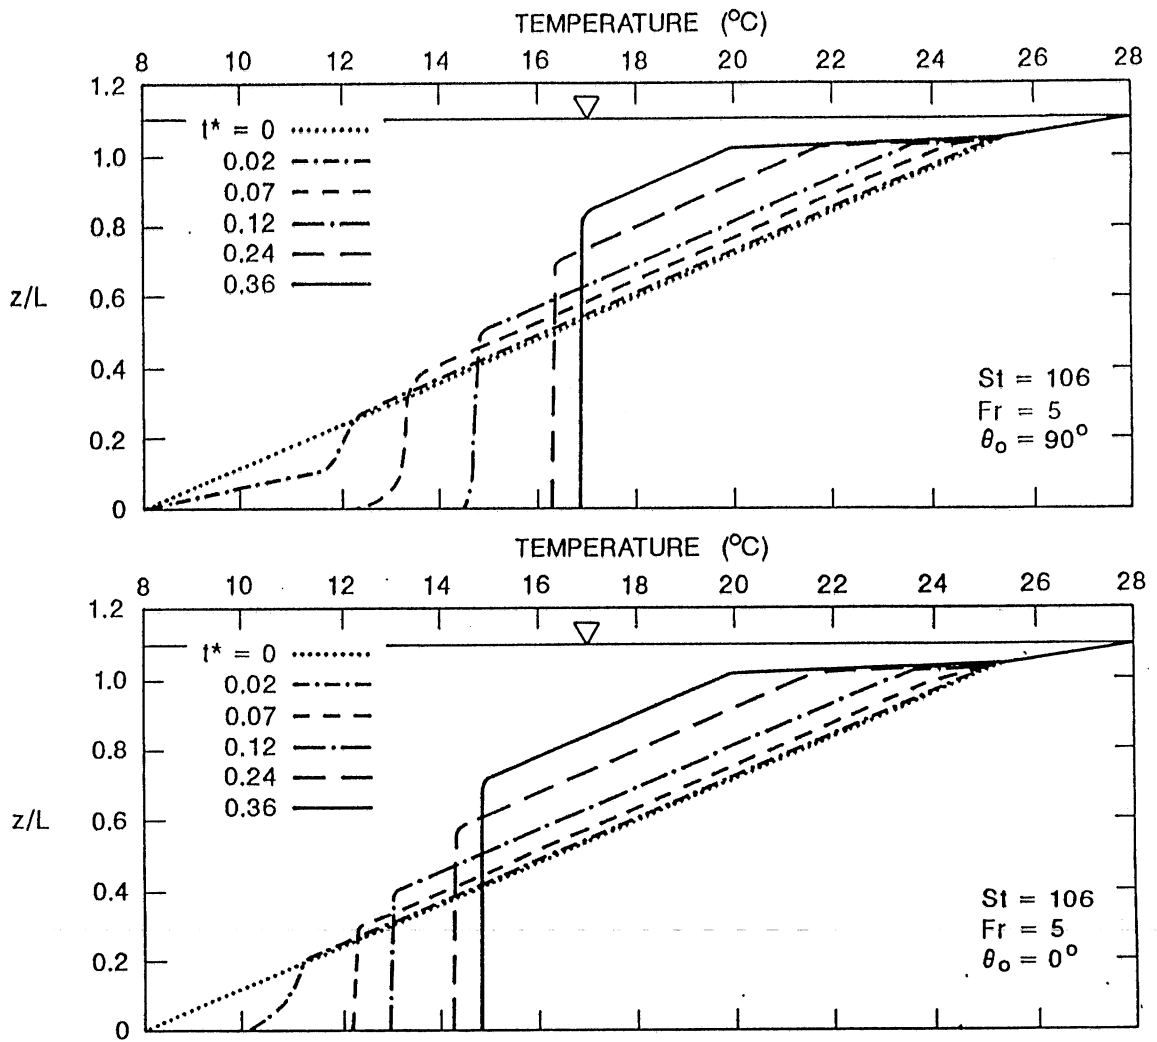 TEMPERATURE (°C)
8 10 12 14 16 18 20 22 24 26 28
1.2
t* = 0
1.0
0.02
0.07
0.8
0.12
0.24
0.6
0.36
z/L
0.4
St = 106
Fr = 5
0.2
θo = 90°
0
TEMPERATURE (°C)
8 10 12 14 16 18 20 22 24 26 28
1.2
t* = 0
1.0
0.02
0.07
0.8
0.12
0.24
0.6
0.36
z/L
0.4
St = 106
Fr = 5
0.2
θo = 0°
0